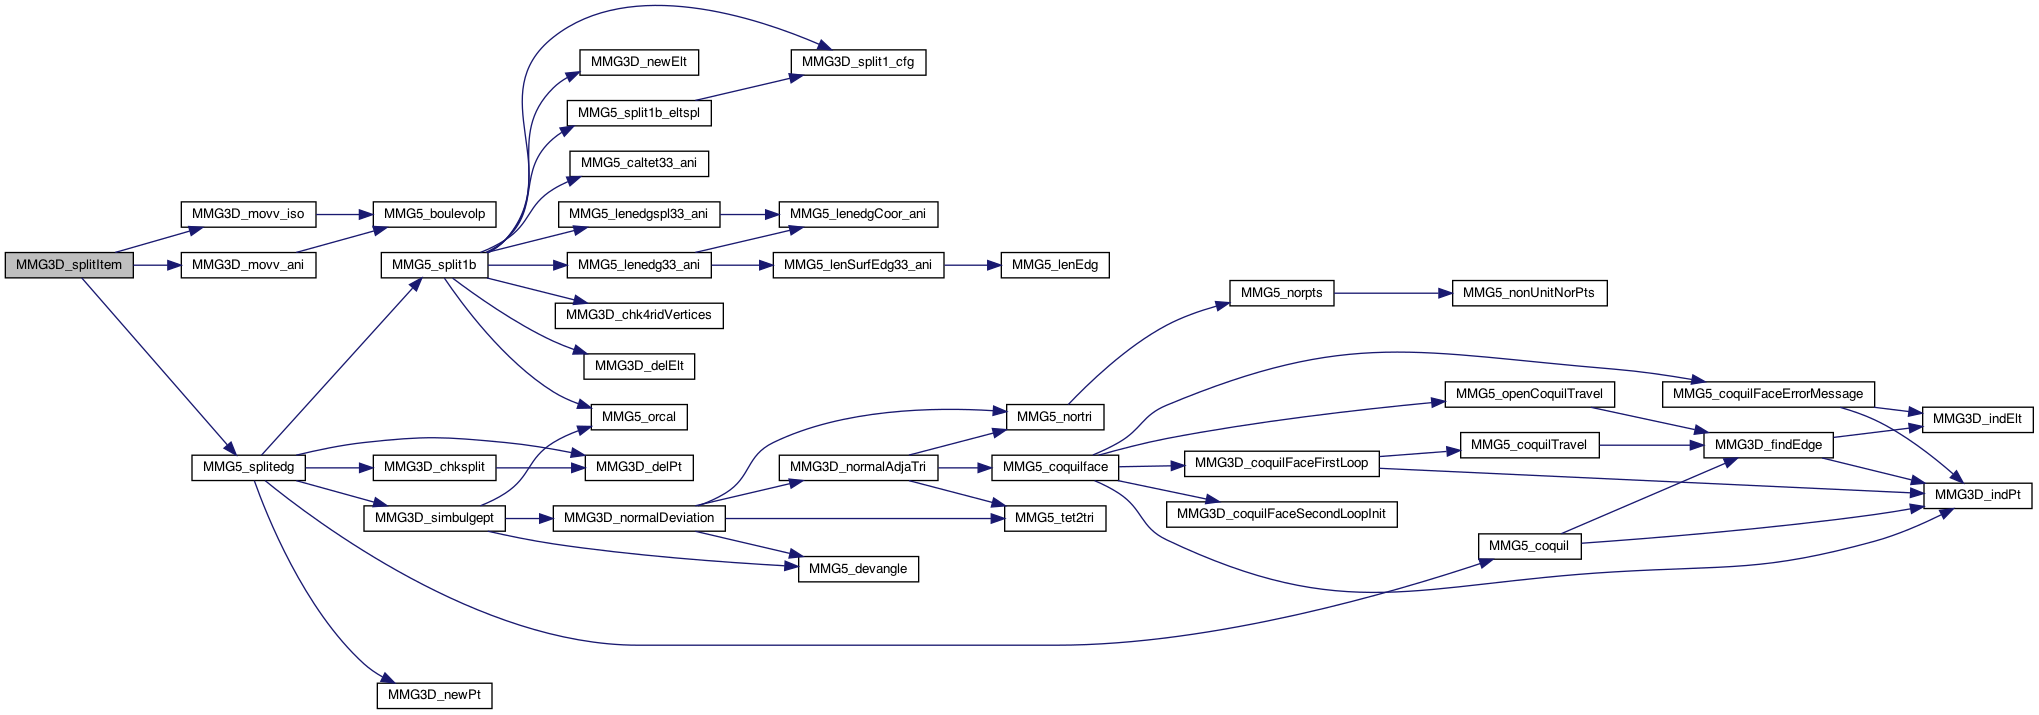 MMG3D_splitItem
MMG3D_movv_iso
MMG3D_movv_ani
MMG5_splitedg
MMG5_boulevolp
MMG5_split1b
MMG3D_chksplit
MMG3D_simbulgept
MMG3D_newPt
MMG3D_newElt
MMG5_split1b_eltspl
MMG5_caltet33_ani
MMG5_lenedgspl33_ani
MMG5_lenedg33_ani
MMG3D_chk4ridVertices
MMG3D_delElt
MMG5_orcal
MMG3D_delPt
MMG3D_normalDeviation
MMG3D_split1_cfg
MMG5_lenedgCoor_ani
MMG5_lenSurfEdg33_ani
MMG3D_normalAdjaTri
MMG5_devangle
MMG5_lenEdg
MMG5_nortri
MMG5_coquilface
MMG5_tet2tri
MMG5_norpts
MMG3D_coquilFaceFirstLoop
MMG3D_coquilFaceSecondLoopInit
MMG5_nonUnitNorPts
MMG5_openCoquilTravel
MMG5_coquilTravel
MMG5_coquil
MMG5_coquilFaceErrorMessage
MMG3D_findEdge
MMG3D_indElt
MMG3D_indPt